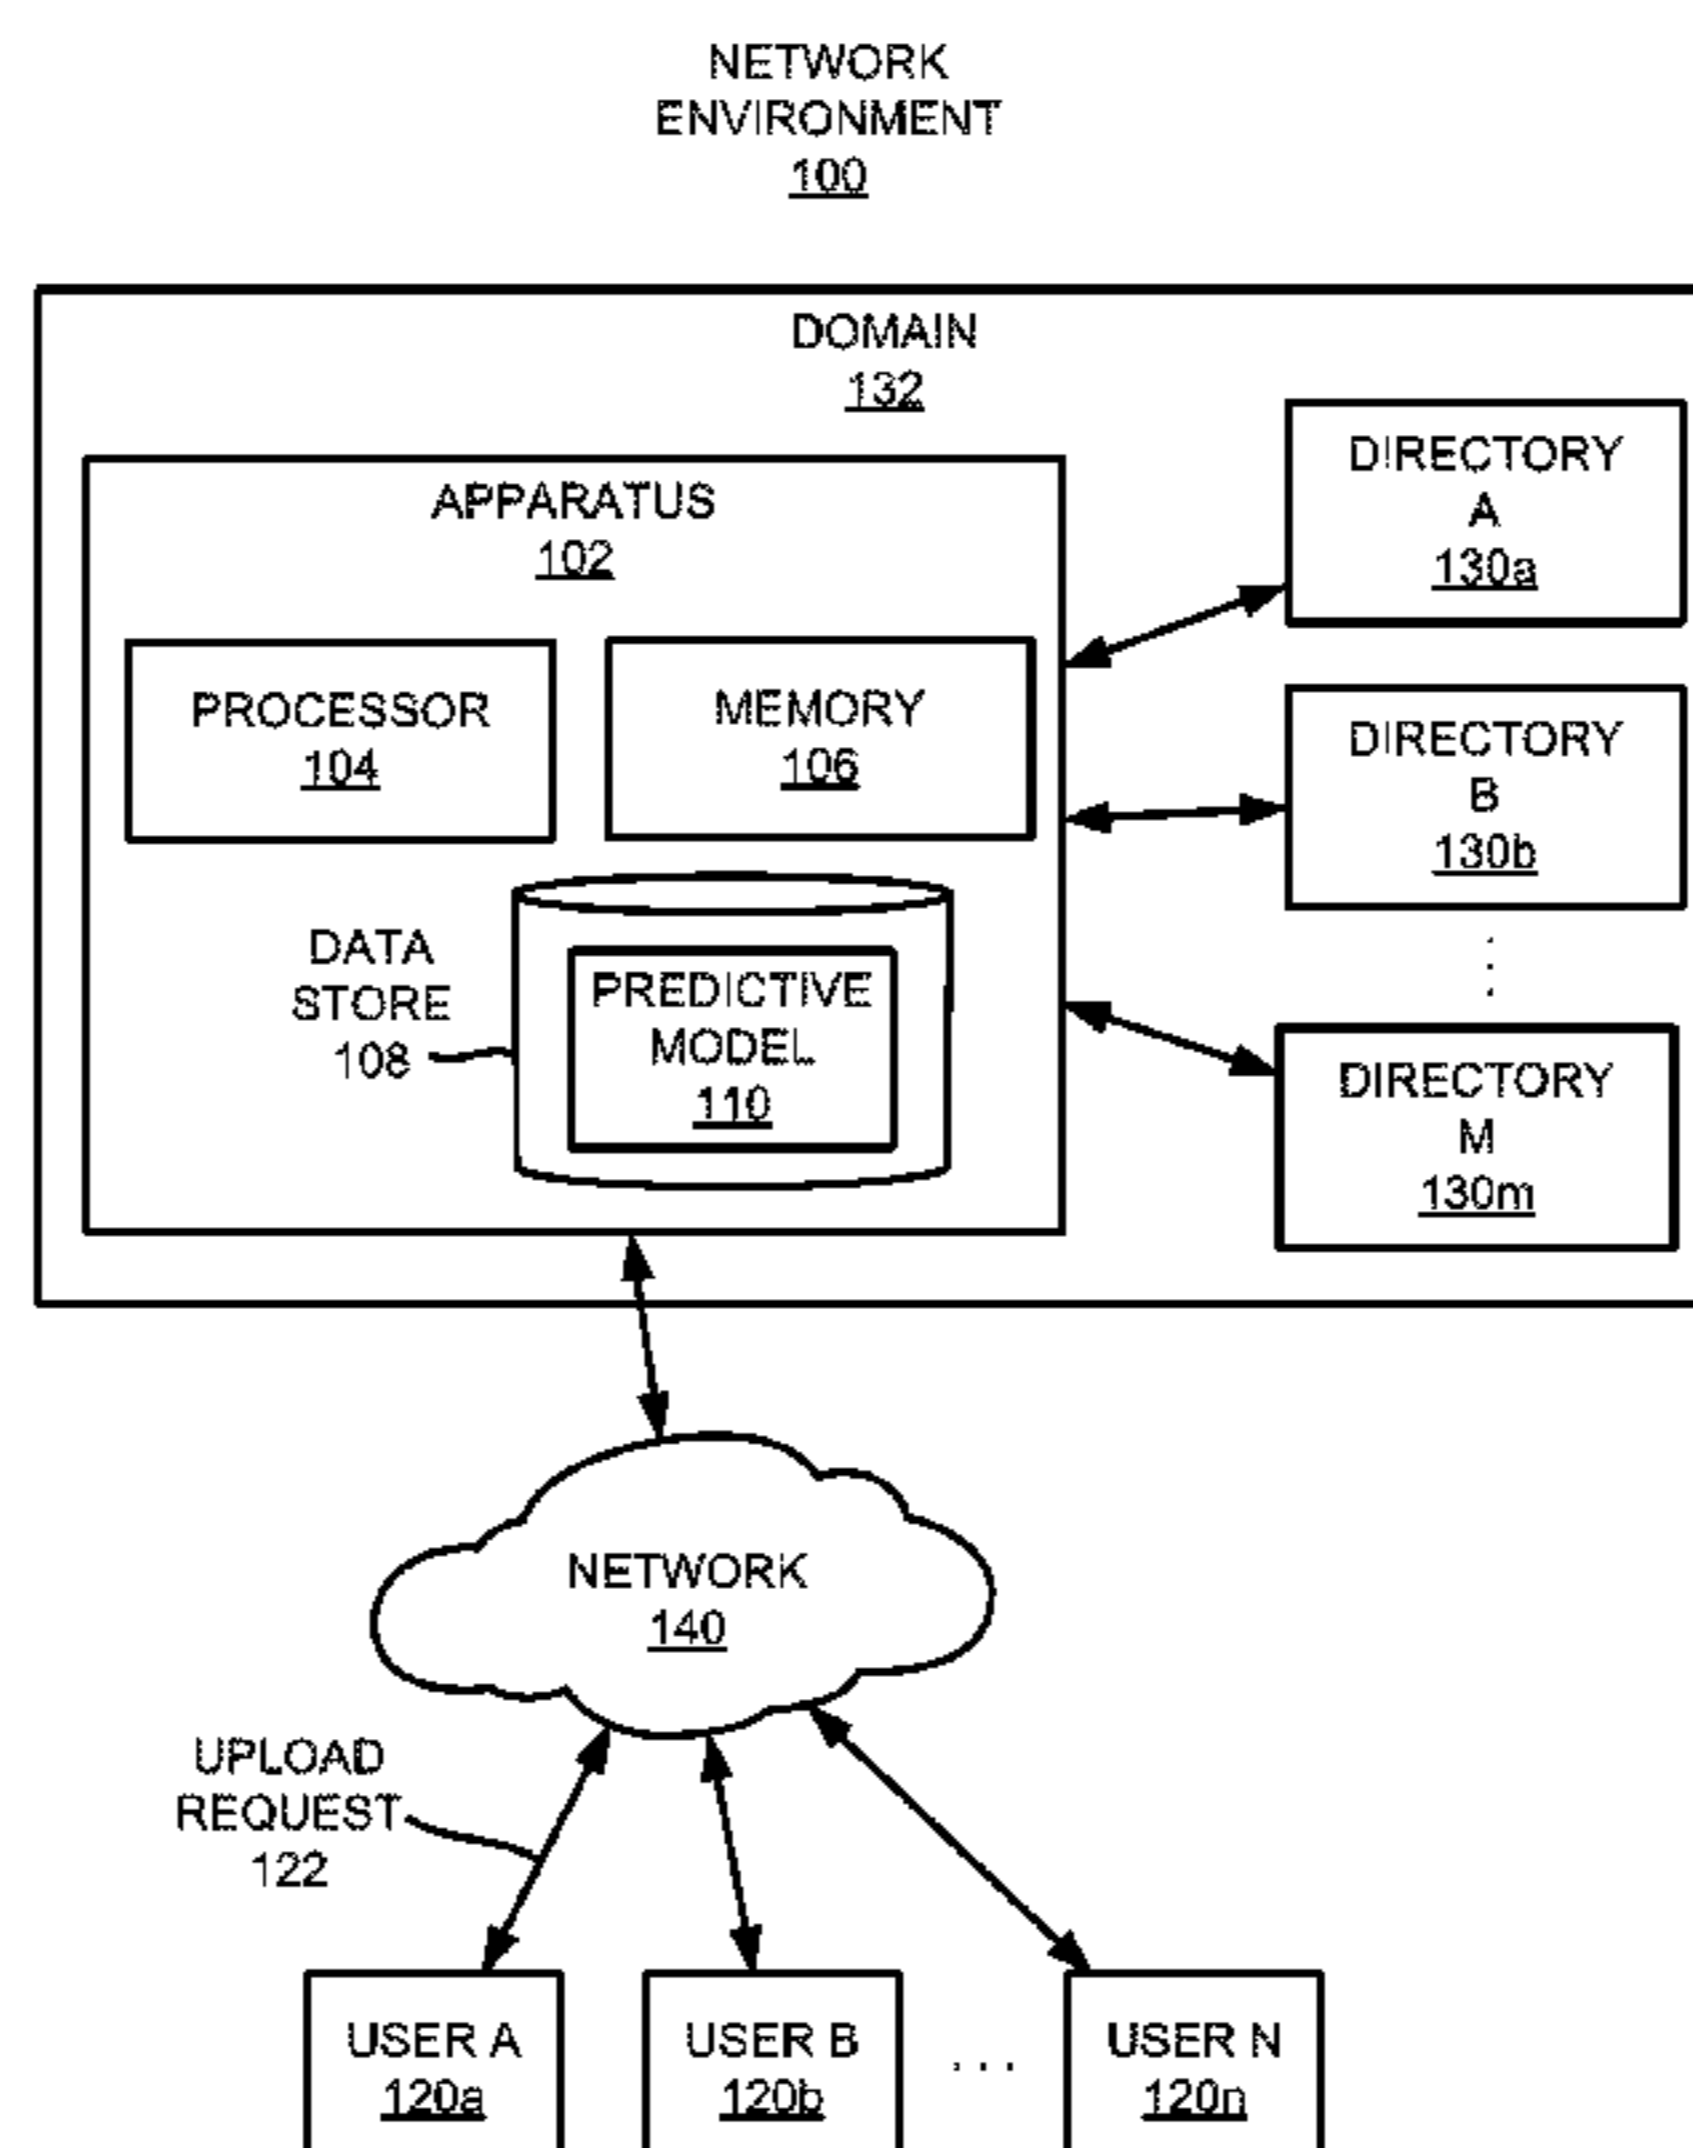 NETWORK
ENVIRONMENT
100
DOMAIN
132
APPARATUS
102
PROCESSOR
104
MEMORY
106
DATA
STORE
108
PREDICTIVE
MODEL
110
DIRECTORY
A
130a
DIRECTORY
B
130b
.
.
.
DIRECTORY
M
130m
NETWORK
140
UPLOAD
REQUEST
122
USER A
120a
USER B
120b
. . .
USER N
120n